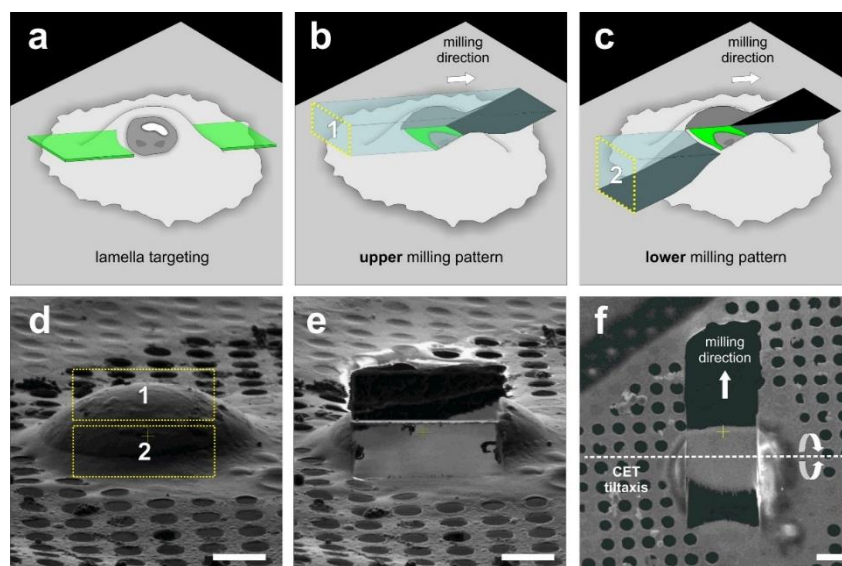 a
lamella targeting
b
milling
direction
1
upper milling pattern
c
milling
direction
2
lower milling pattern
d
1
2
e
f
milling
direction
CET
tiltaxis